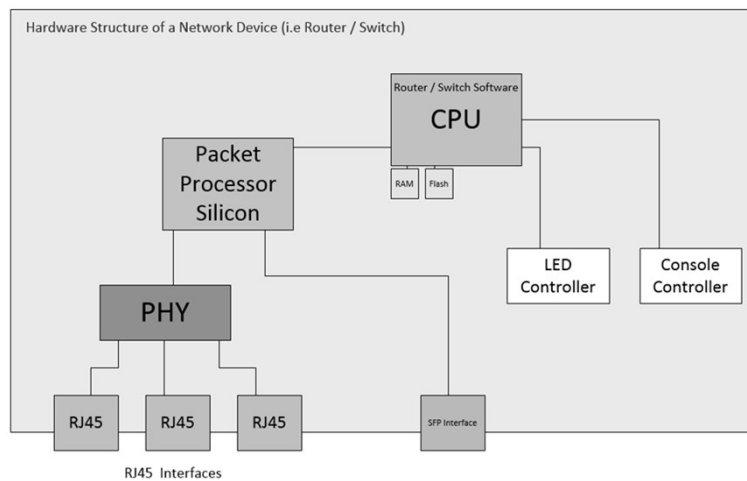 Hardware Structure of a Network Device (i.e Router / Switch)
Router / Switch Software
CPU
Packet
Processor
Silicon
RAM
Flash
LED
Controller
Console
Controller
PHY
RJ45
RJ45
RJ45
SFP Interface
RJ45 Interfaces